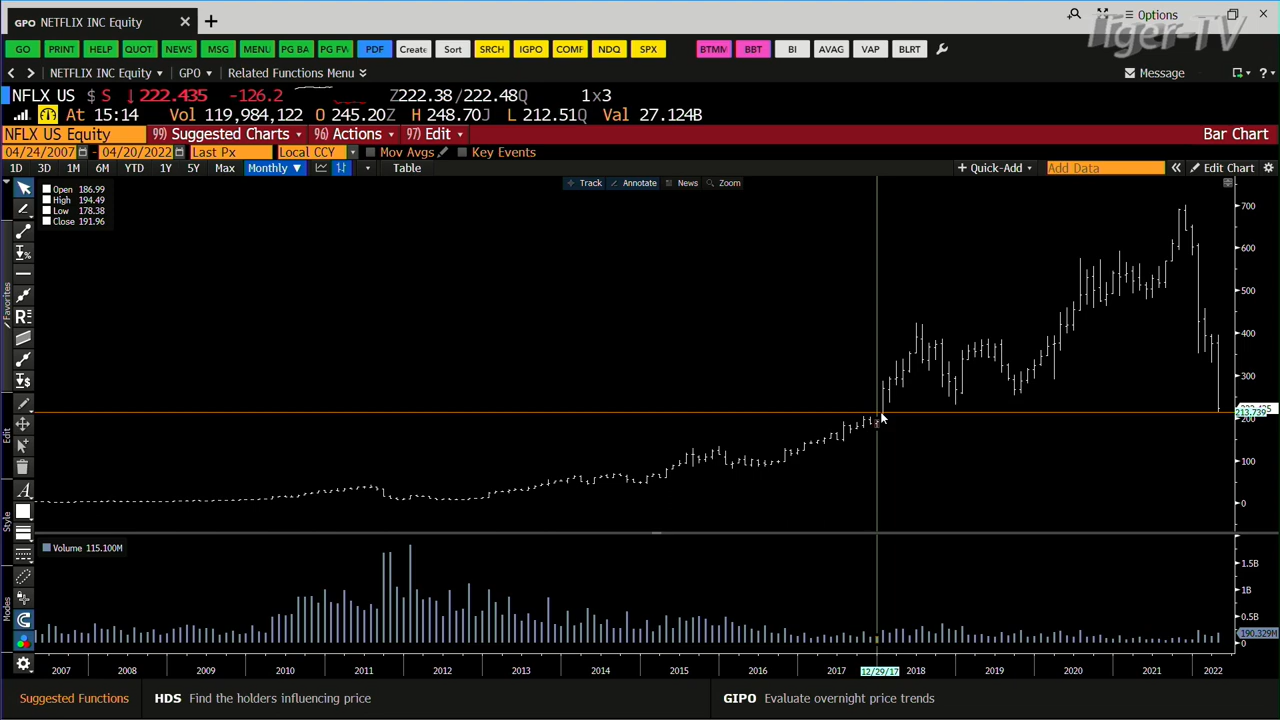 GPO NETFLIX INC Equity
Options
Tiger-TV
GO PRINT HELP QUOT NEWS MSG MENU PG BA PG FW PDF Create Sort SRCH IGPO COMF NDQ SPX BTMM BBT BI AVAG VAP BLRT
NETFLIX INC Equity GPO Related Functions Menu Message ?
NFLX US $ S ↓222.435 -126.2 Z222.38/222.48Q 1x3
At 15:14 Vol 119,984,122 O 245.20Z H 248.70J L 212.51Q Val 27.124B
NFLX US Equity 99) Suggested Charts 96) Actions 97) Edit Bar Chart
04/24/2007 - 04/20/2022 Last Px Local CCY Mov Avgs Key Events
1D 3D 1M 6M YTD 1Y 5Y Max Monthly Table + Quick-Add Add Data « Edit Chart
Track Annotate News Zoom
Open 186.99
High 194.49
Low 178.38
Close 191.96
700
600
500
400
300
213.739
200
100
0
Favorites
Edit
Style
Modes
Volume 115.100M
1.5B
1B
0.5B
190.329M
0
2007 2008 2009 2010 2011 2012 2013 2014 2015 2016 2017 12/29/17 2018 2019 2020 2021 2022
Suggested Functions HDS Find the holders influencing price GIPO Evaluate overnight price trends